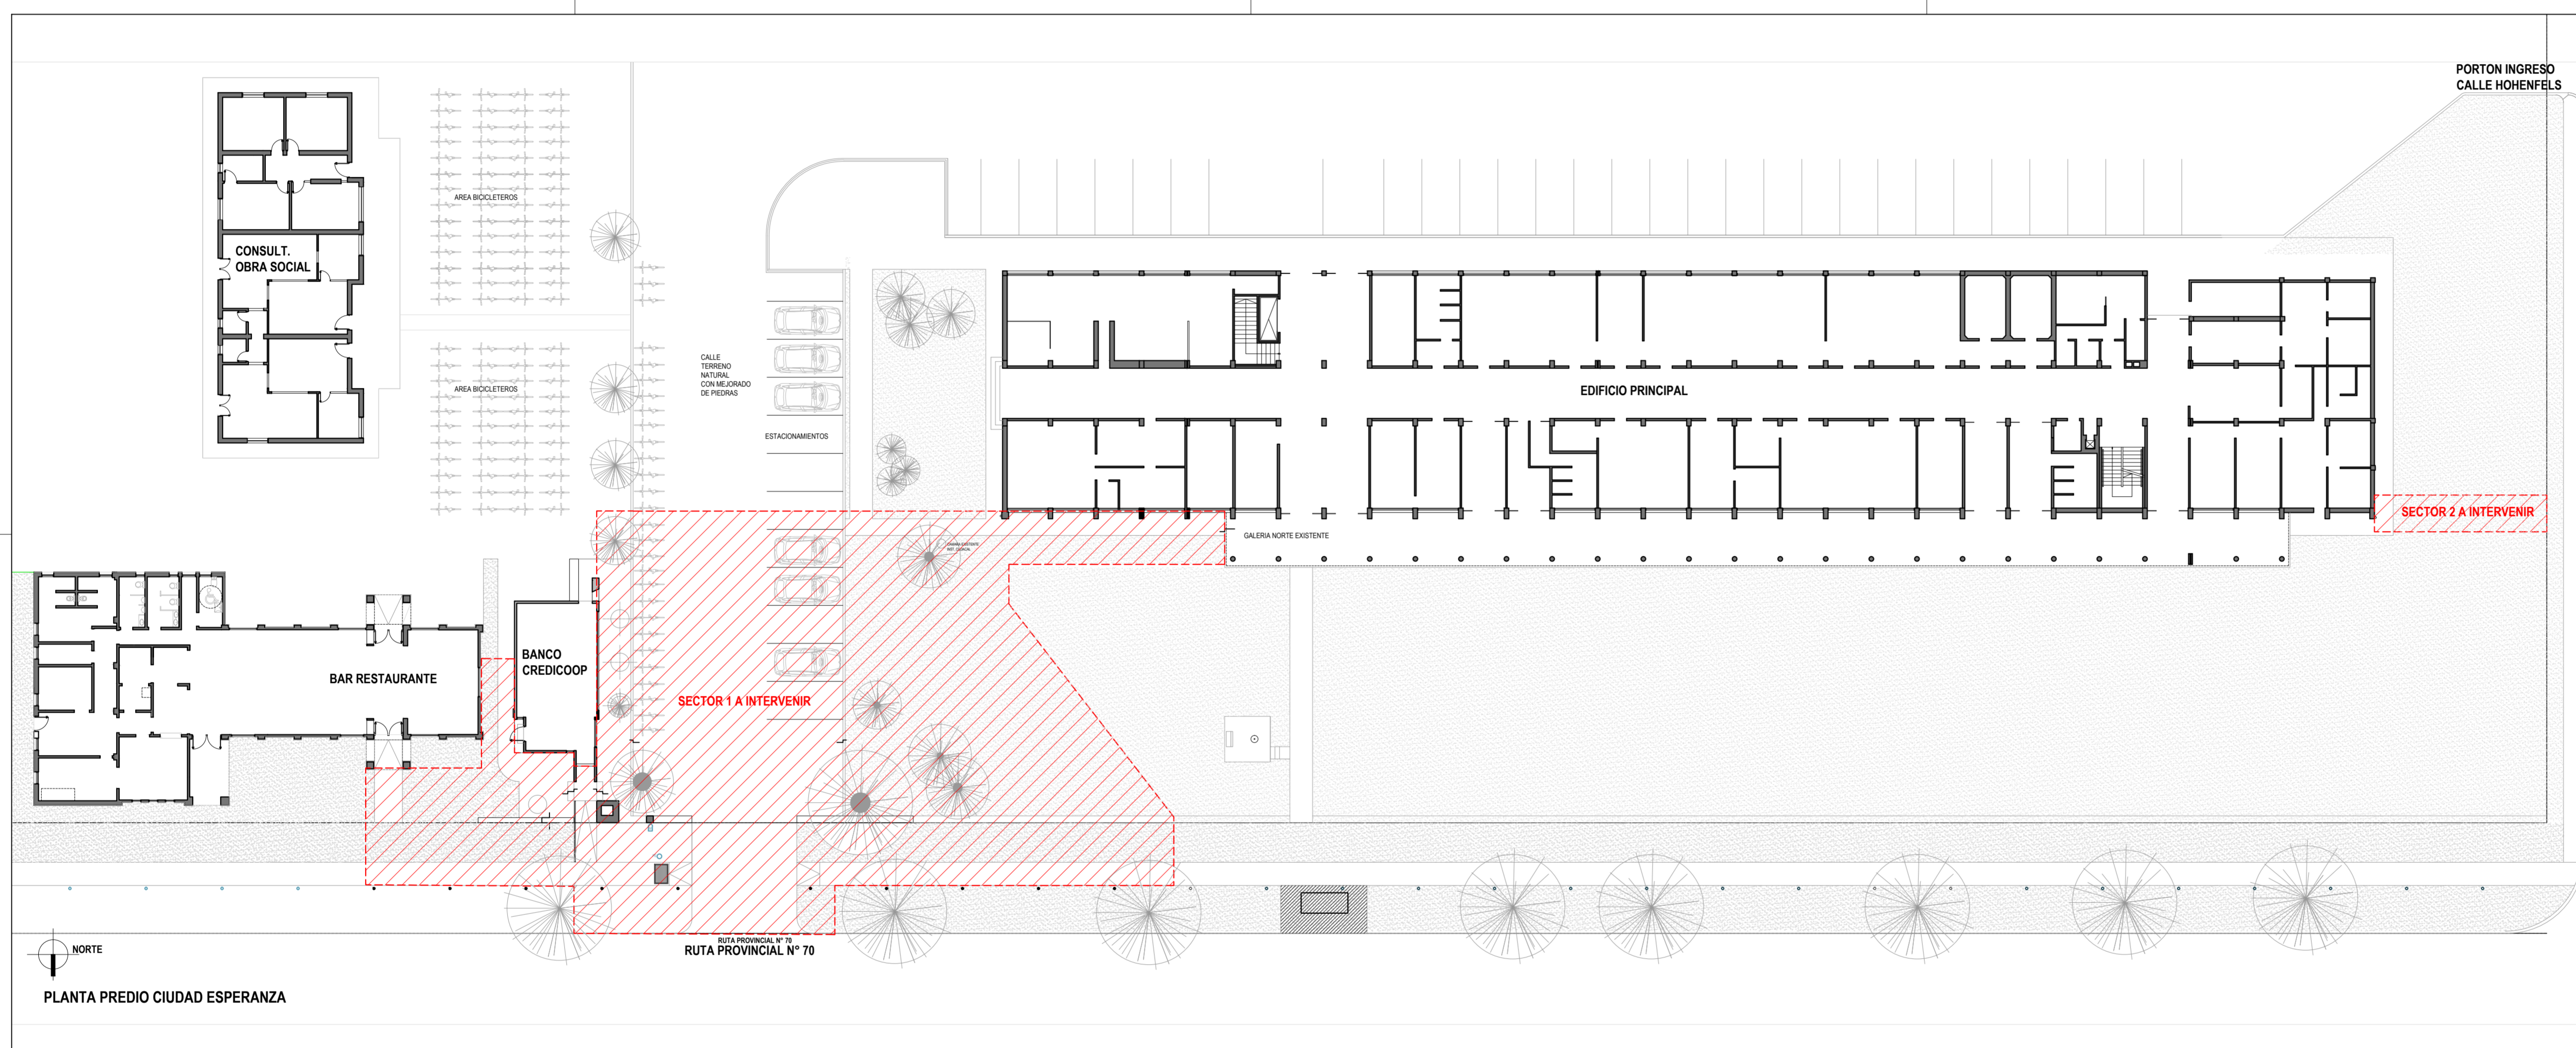 PORTON INGRESO
CALLE HOHENFELS
AREA BICICLETEROS
CONSULT.
OBRA SOCIAL
CALLE
TERRENO
NATURAL
CON MEJORADO
DE PIEDRAS
AREA BICICLETEROS
EDIFICIO PRINCIPAL
ESTACIONAMIENTOS
SECTOR 2 A INTERVENIR
GALERIA NORTE EXISTENTE
BANCO
CREDICOOP
BAR RESTAURANTE
SECTOR 1 A INTERVENIR
RUTA PROVINCIAL N° 70
RUTA PROVINCIAL N° 70
NORTE
PLANTA PREDIO CIUDAD ESPERANZA